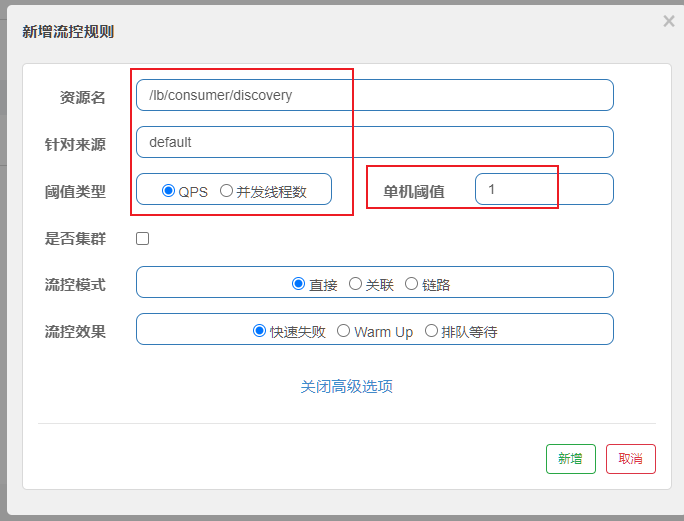 新增流控规则
×
资源名 /lb/consumer/discovery
针对来源 default
阈值类型 QPS 并发线程数 单机阈值 1
是否集群
流控模式 直接 关联 链路
流控效果 快速失败 Warm Up 排队等待
关闭高级选项
新增 取消